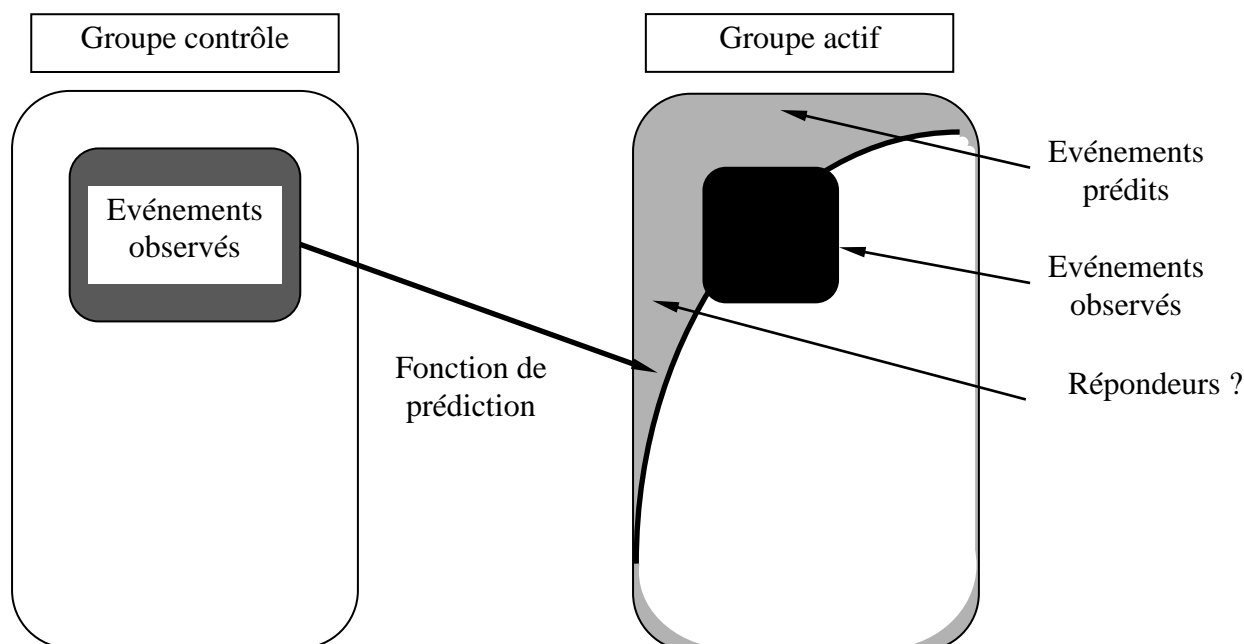 Groupe contrôle
Groupe actif
Evénements
observés
Evénements
prédits
Evénements
observés
Fonction de
prédiction
Répondeurs ?